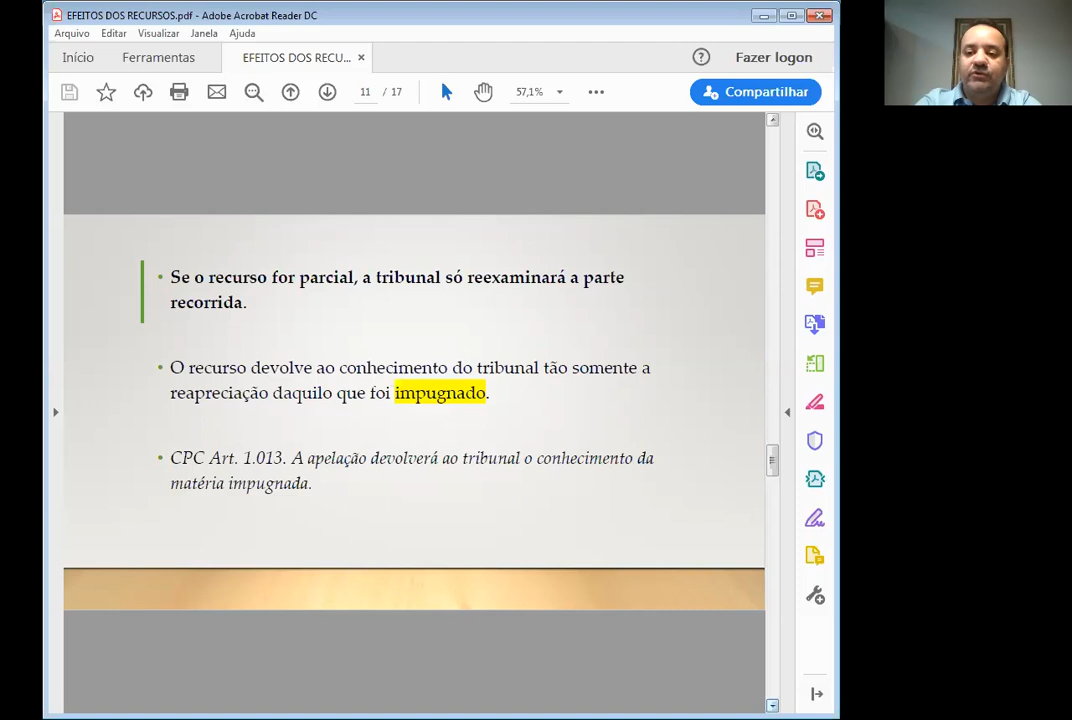 EFEITOS DOS RECURSOS.pdf - Adobe Acrobat Reader DC
Arquivo Editar Visualizar Janela Ajuda
Início Ferramentas EFEITOS DOS RECU... × Fazer logon
11 / 17 57,1% Compartilhar
• Se o recurso for parcial, a tribunal só reexaminará a parte
recorrida.
• O recurso devolve ao conhecimento do tribunal tão somente a
reapreciação daquilo que foi impugnado.
• CPC Art. 1.013. A apelação devolverá ao tribunal o conhecimento da
matéria impugnada.